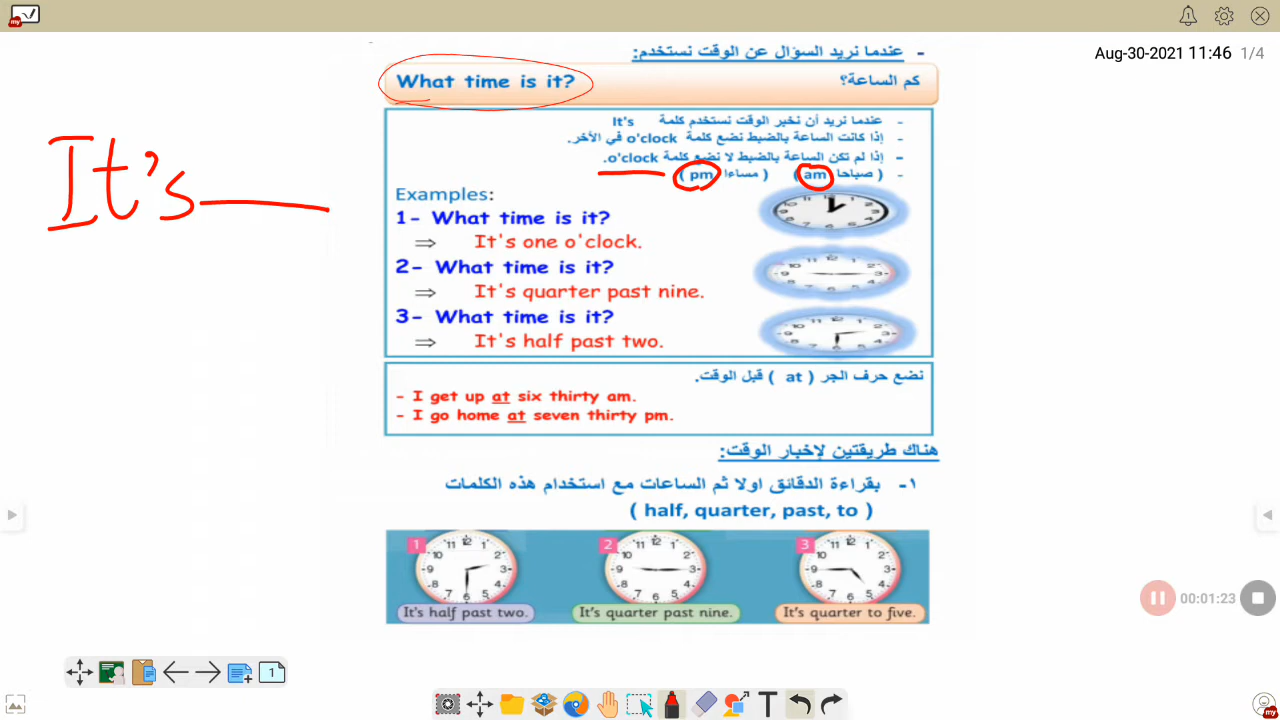 Aug-30-2021 11:46 1/4
- عندما نريد السؤال عن الوقت نستخدم:
What time is it? كم الساعة؟
- عندما نريد أن نخبر الوقت نستخدم كلمة It's
- إذا كانت الساعة بالضبط نضع كلمة o'clock في الآخر.
- إذا لم تكن الساعة بالضبط لا نضع كلمة o'clock.
- ( صباحا am ) ( مساءا pm )
It's
Examples:
1- What time is it?
⇒ It's one o'clock.
2- What time is it?
⇒ It's quarter past nine.
3- What time is it?
⇒ It's half past two.
نضع حرف الجر ( at ) قبل الوقت.
- I get up at six thirty am.
- I go home at seven thirty pm.
هناك طريقتين لإخبار الوقت:
١- بقراءة الدقائق اولا ثم الساعات مع استخدام هذه الكلمات
( half, quarter, past, to )
1 2 3
It's half past two. It's quarter past nine. It's quarter to five.
00:01:23
1